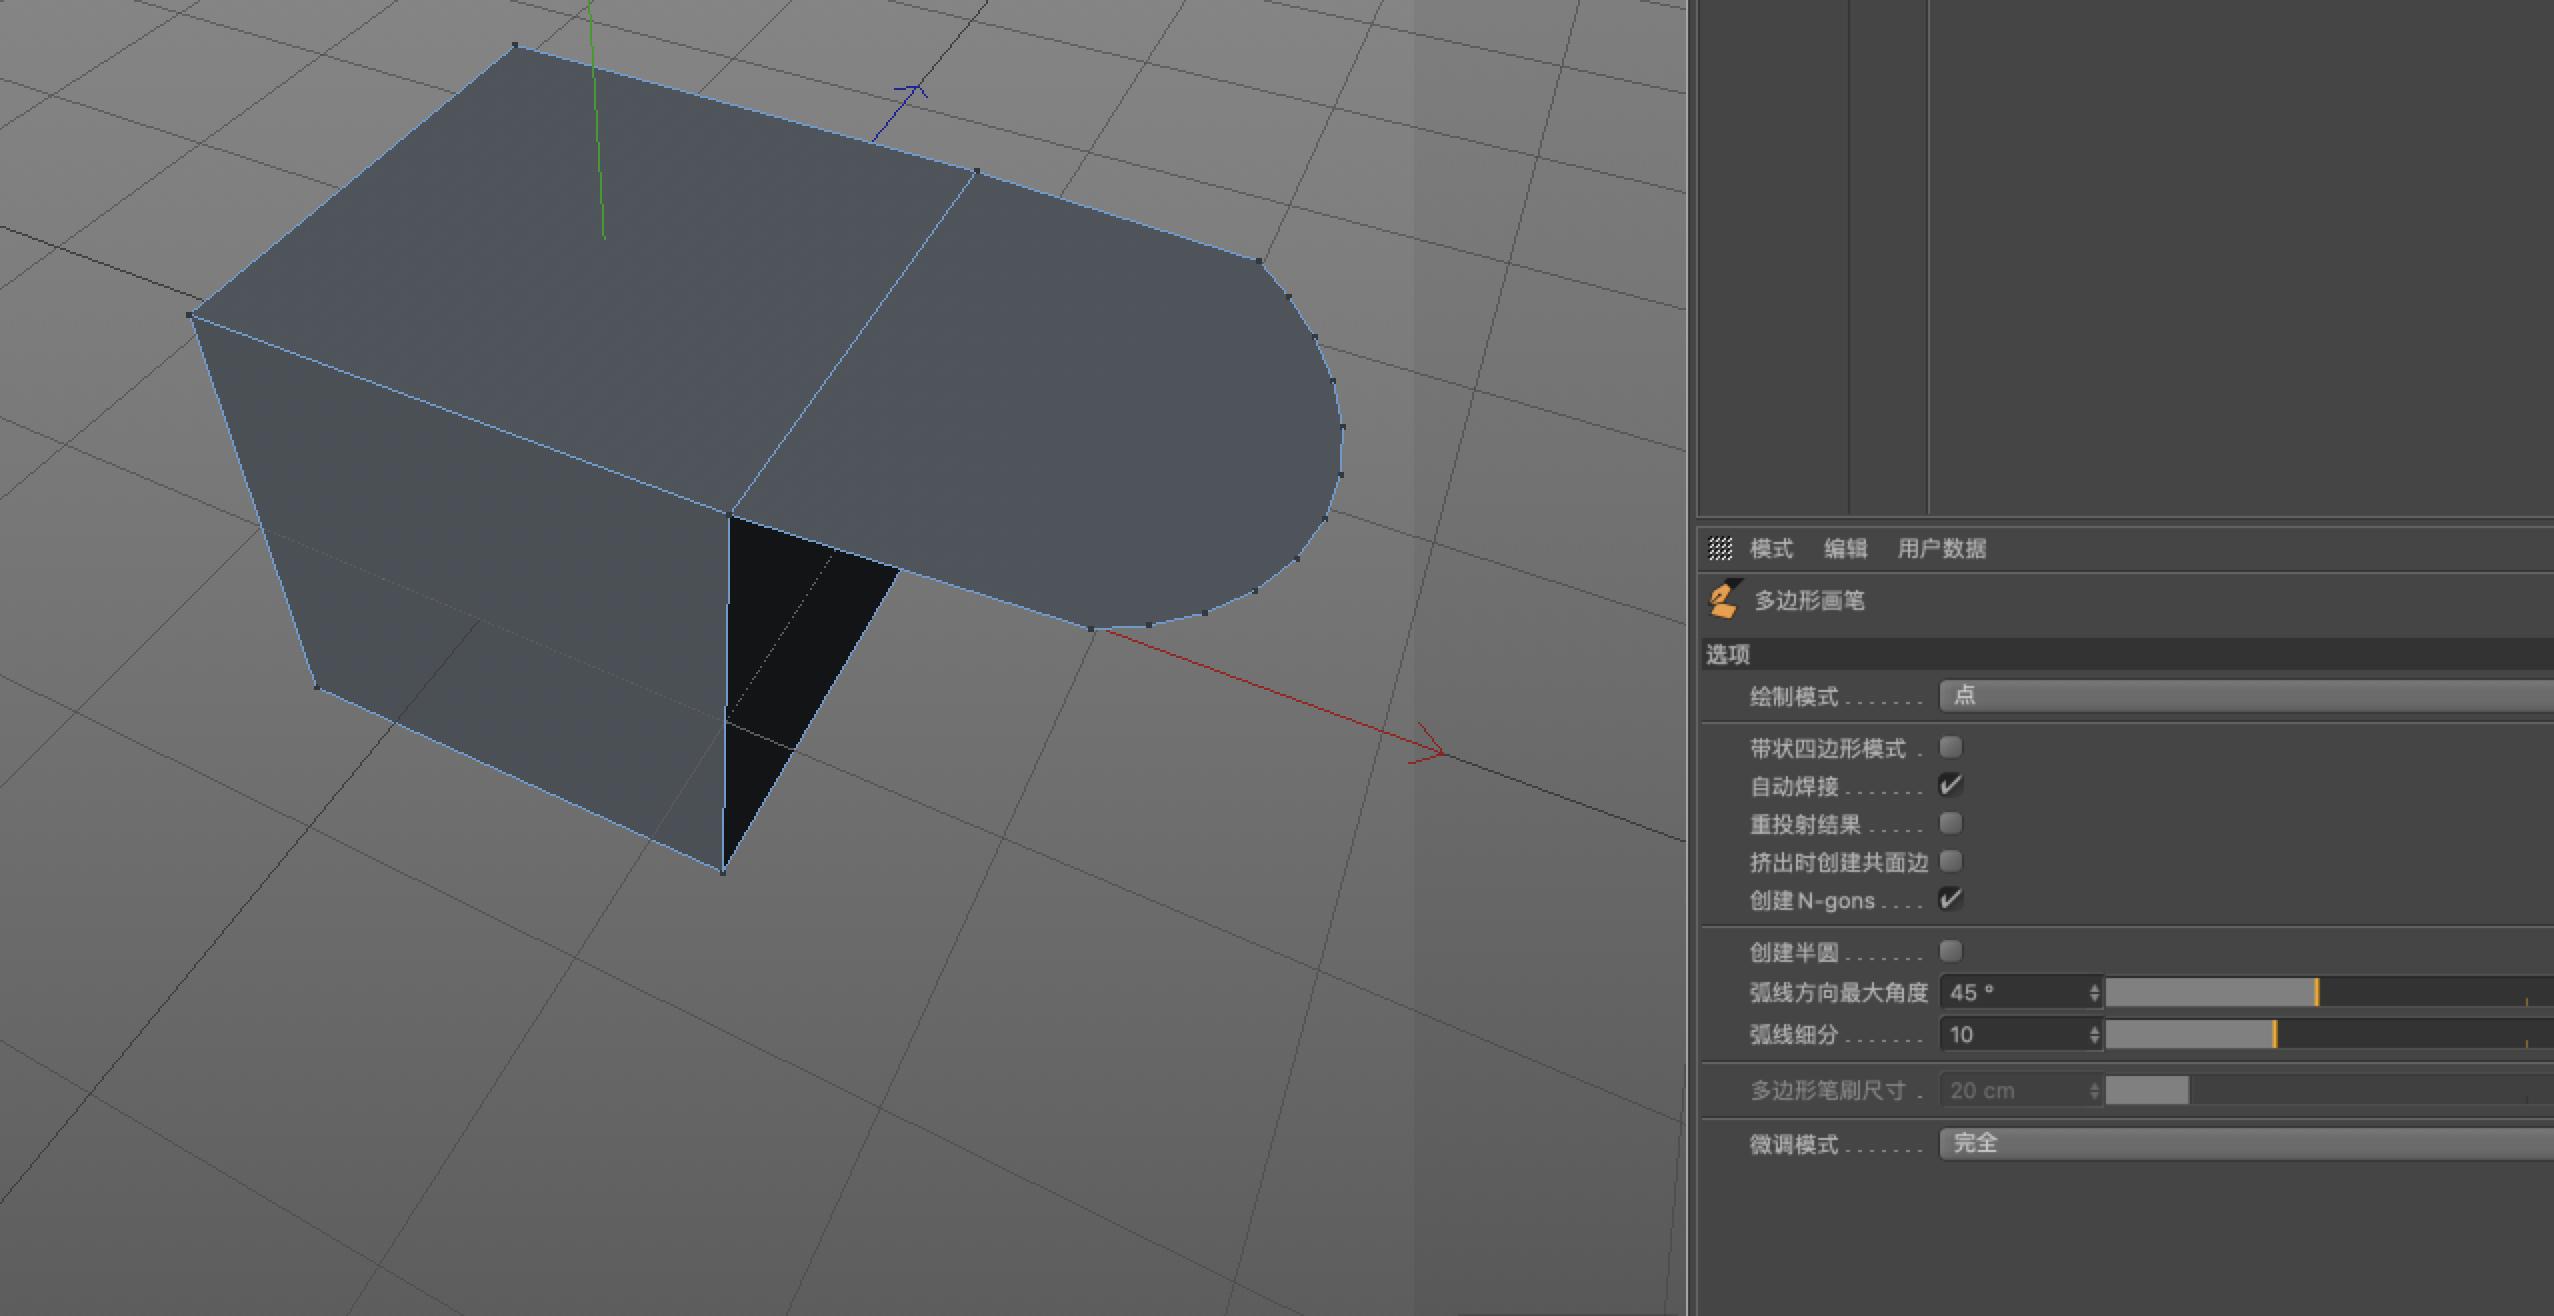 模式 编辑 用户数据
多边形画笔
选项
绘制模式 . . . . . . . 点
带状四边形模式 .
自动焊接 . . . . . . .
重投射结果 . . . . .
挤出时创建共面边
创建 N-gons . . . .
创建半圆 . . . . . . .
弧线方向最大角度 45 °
弧线细分 . . . . . . . 10
多边形笔刷尺寸 . 20 cm
微调模式 . . . . . . . 完全